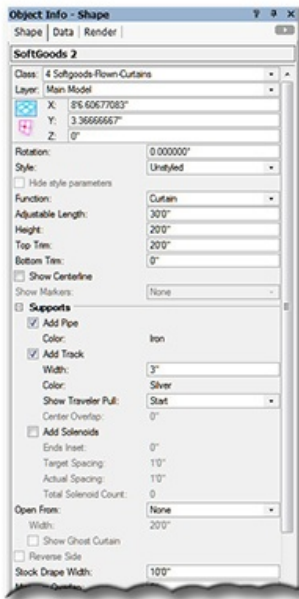 Object Info - Shape
Shape Data Render
SoftGoods 2
Class: 4 Softgoods-Flown-Curtains
Layer: Main Model
X: 8'6.60677083"
Y: 3.36666667"
Z: 0"
Rotation: 0.000000°
Style: Unstyled
Hide style parameters
Function: Curtain
Adjustable Length: 30'0"
Height: 20'0"
Top Trim: 20'0"
Bottom Trim: 0"
Show Centerline
Show Markers: None
Supports
Add Pipe
Color: Iron
Add Track
Width: 3"
Color: Silver
Show Traveler Pull: Start
Center Overlap: 0"
Add Solenoids
Ends Inset: 0"
Target Spacing: 1'0"
Actual Spacing: 1'0"
Total Solenoid Count: 0
Open From: None
Width: 20'0"
Show Ghost Curtain
Reverse Side
Stock Drape Width: 10'0"